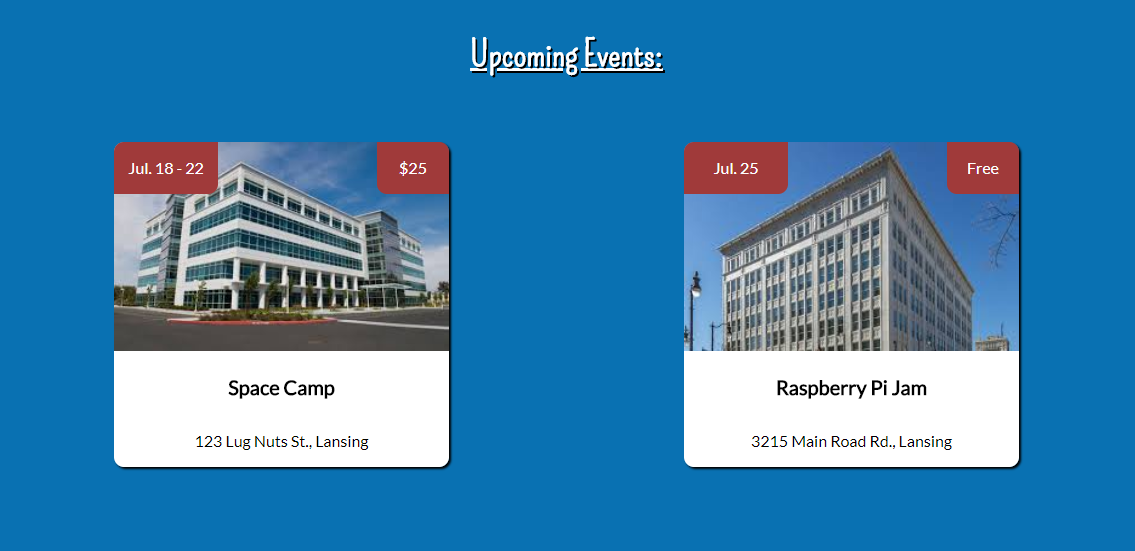 Upcoming Events:
Jul. 18 - 22
$25
Space Camp
123 Lug Nuts St., Lansing
Jul. 25
Free
Raspberry Pi Jam
3215 Main Road Rd., Lansing